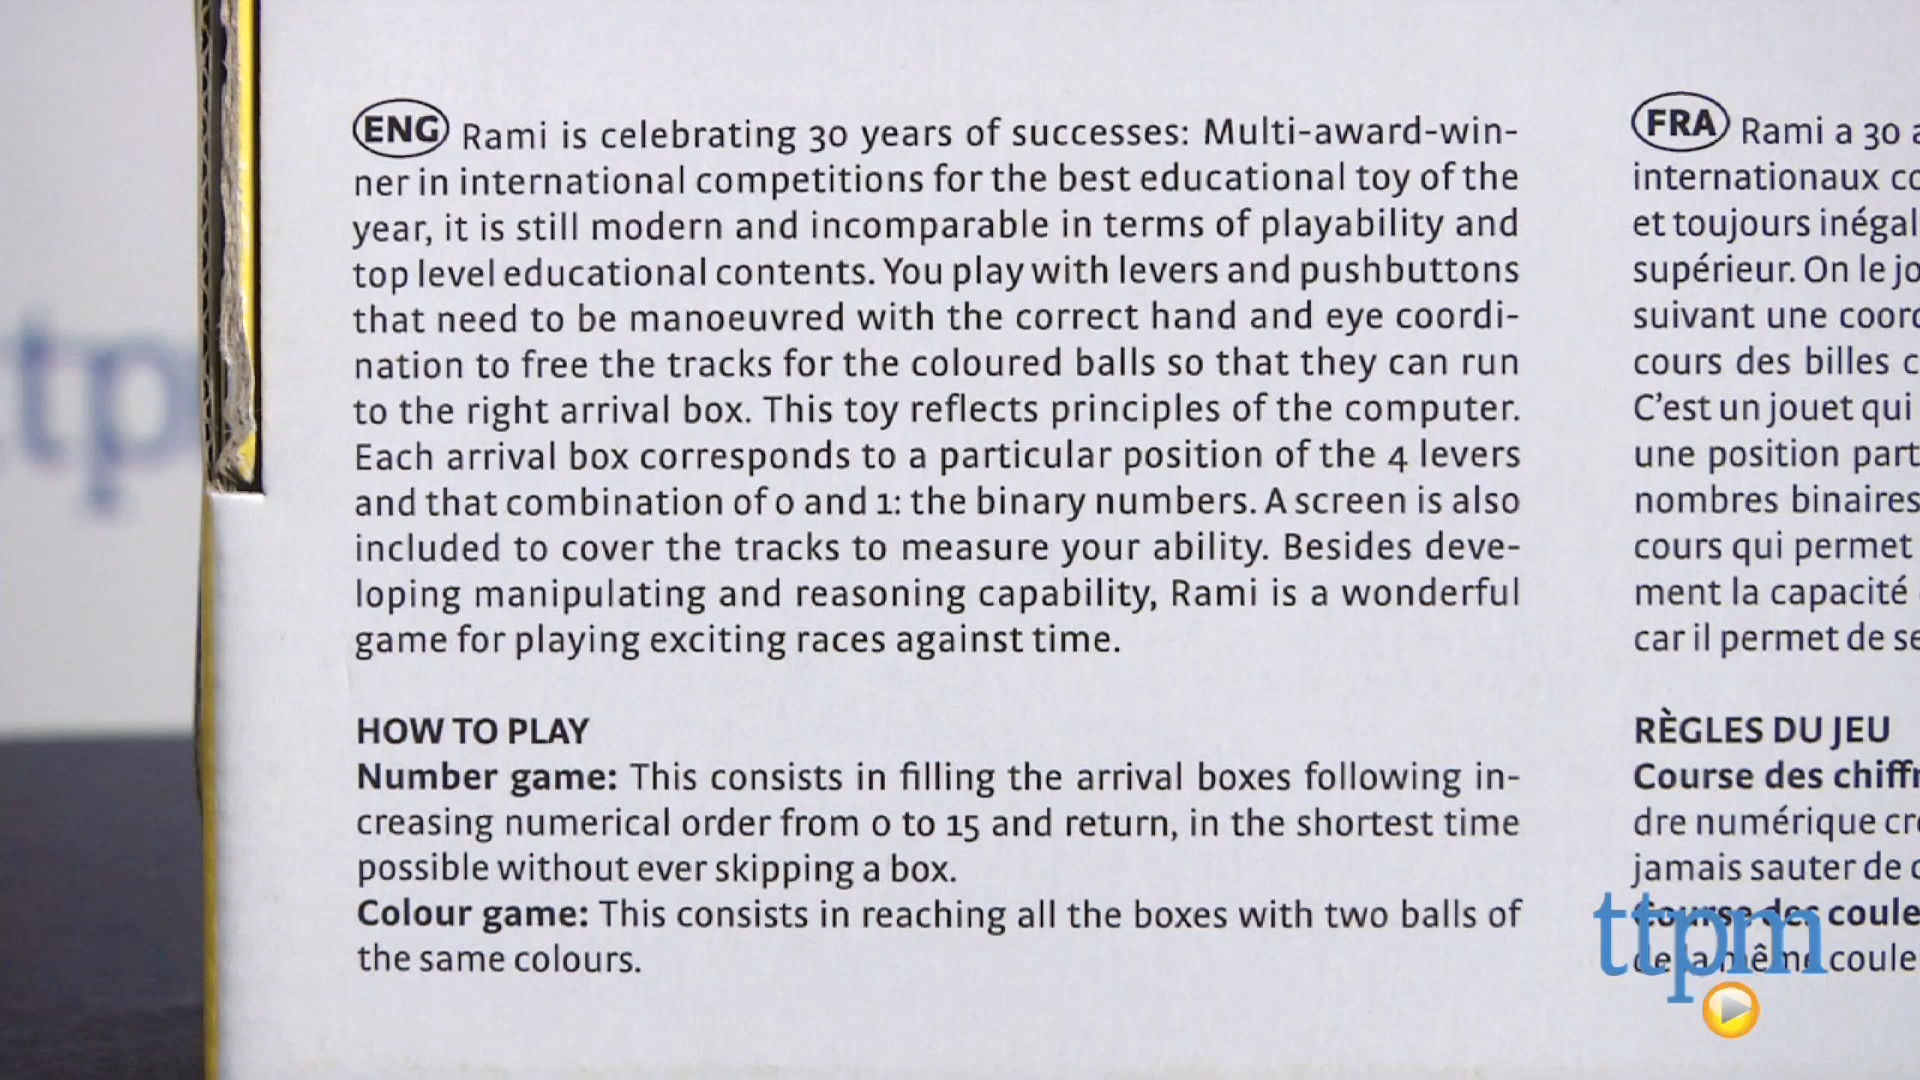 ENG Rami is celebrating 30 years of successes: Multi-award-win-
ner in international competitions for the best educational toy of the
year, it is still modern and incomparable in terms of playability and
top level educational contents. You play with levers and pushbuttons
that need to be manoeuvred with the correct hand and eye coordi-
nation to free the tracks for the coloured balls so that they can run
to the right arrival box. This toy reflects principles of the computer.
Each arrival box corresponds to a particular position of the 4 levers
and that combination of 0 and 1: the binary numbers. A screen is also
included to cover the tracks to measure your ability. Besides deve-
loping manipulating and reasoning capability, Rami is a wonderful
game for playing exciting races against time.
HOW TO PLAY
Number game: This consists in filling the arrival boxes following in-
creasing numerical order from 0 to 15 and return, in the shortest time
possible without ever skipping a box.
Colour game: This consists in reaching all the boxes with two balls of
the same colours.
FRA Rami a 30
internationaux
et toujours
supérieur. On le
suivant une
cours des billes
C'est un jouet qui
une position
nombres binaires
cours qui permet
ment la capacité
car il permet de
RÈGLES DU JEU
Course des
dre numérique
jamais sauter de
Course des
de la même
ttpm
ttp